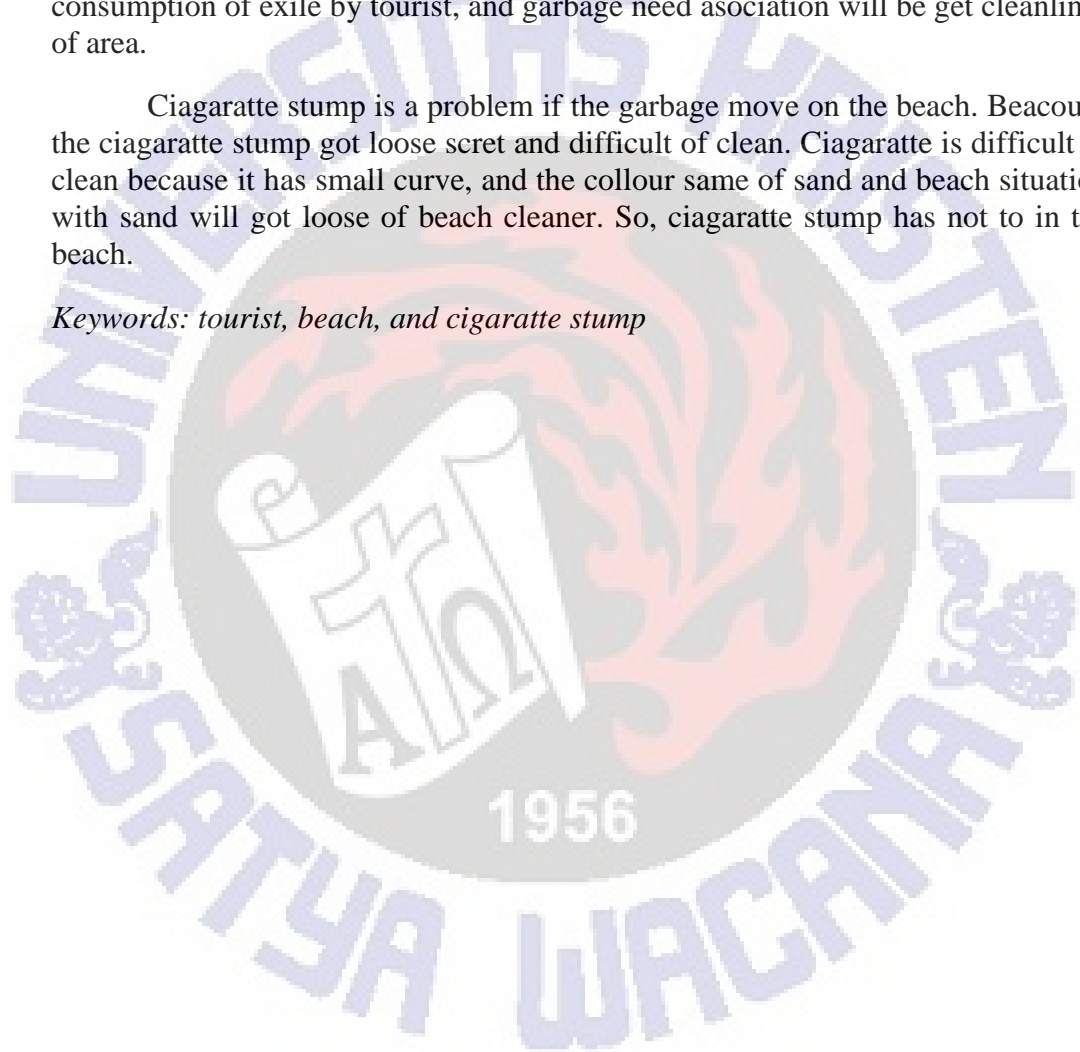 consumption of exile by tourist, and garbage need asociation will be get cleanlin
of area.
Ciagaratte stump is a problem if the garbage move on the beach. Beacou
the ciagaratte stump got loose scret and difficult of clean. Ciagaratte is difficult
clean because it has small curve, and the collour same of sand and beach situati
with sand will got loose of beach cleaner. So, ciagaratte stump has not to in t
beach.
Keywords: tourist, beach, and cigaratte stump
UNIVERSITAS KRISTEN
A Ω
1956
SATYA WACANA